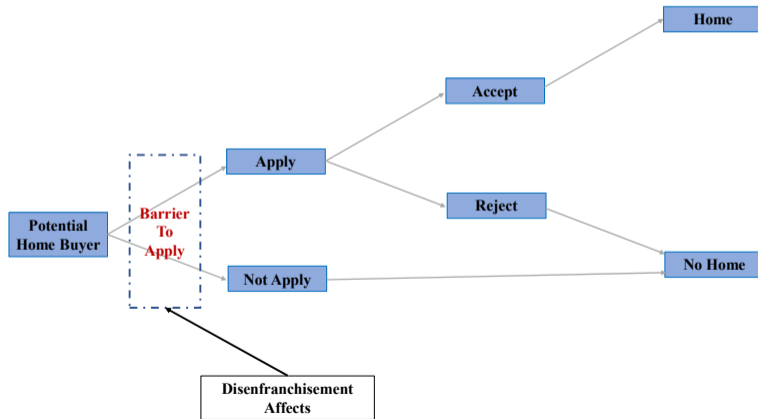 Home
Accept
Apply
Reject
Potential
Home Buyer
Barrier
To
Apply
Not Apply
No Home
Disenfranchisement
Affects